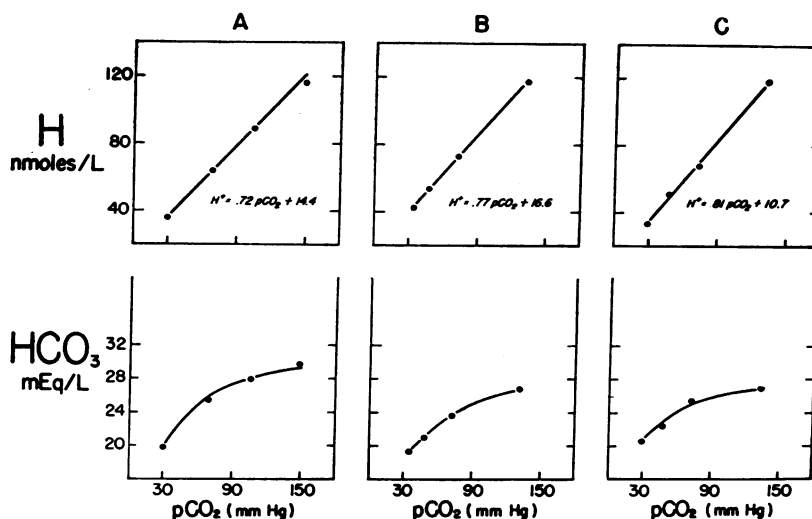 A B C
120
80
40
H
nmoles/L
H⁺= .72 pCO₂ + 14.4
H⁺= .77 pCO₂ + 16.6
H⁺= .81 pCO₂ + 10.7
HCO₃
mEq/L
32
28
24
20
30 90 150 30 90 150 30 90 150
pCO₂ (mm Hg) pCO₂ (mm Hg) pCO₂ (mm Hg)